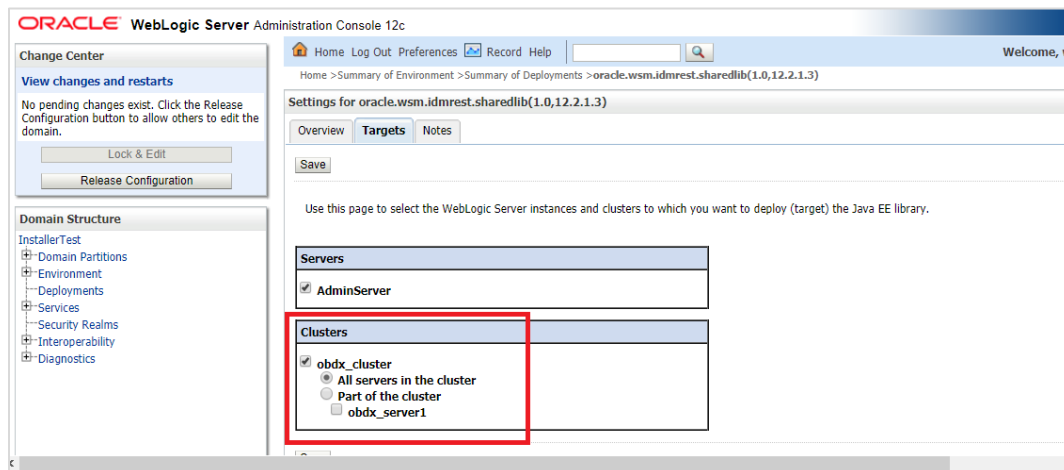 ORACLE WebLogic Server Administration Console 12c
Change Center
View changes and restarts
No pending changes exist. Click the Release
Configuration button to allow others to edit the
domain.
Lock & Edit
Release Configuration
Domain Structure
InstallerTest
Domain Partitions
Environment
Deployments
Services
Security Realms
Interoperability
Diagnostics
Home Log Out Preferences Record Help
Welcome,
Home >Summary of Environment >Summary of Deployments >oracle.wsm.idmrest.sharedlib(1.0,12.2.1.3)
Settings for oracle.wsm.idmrest.sharedlib(1.0,12.2.1.3)
Overview Targets Notes
Save
Use this page to select the WebLogic Server instances and clusters to which you want to deploy (target) the Java EE library.
Servers
AdminServer
Clusters
obdx_cluster
All servers in the cluster
Part of the cluster
obdx_server1